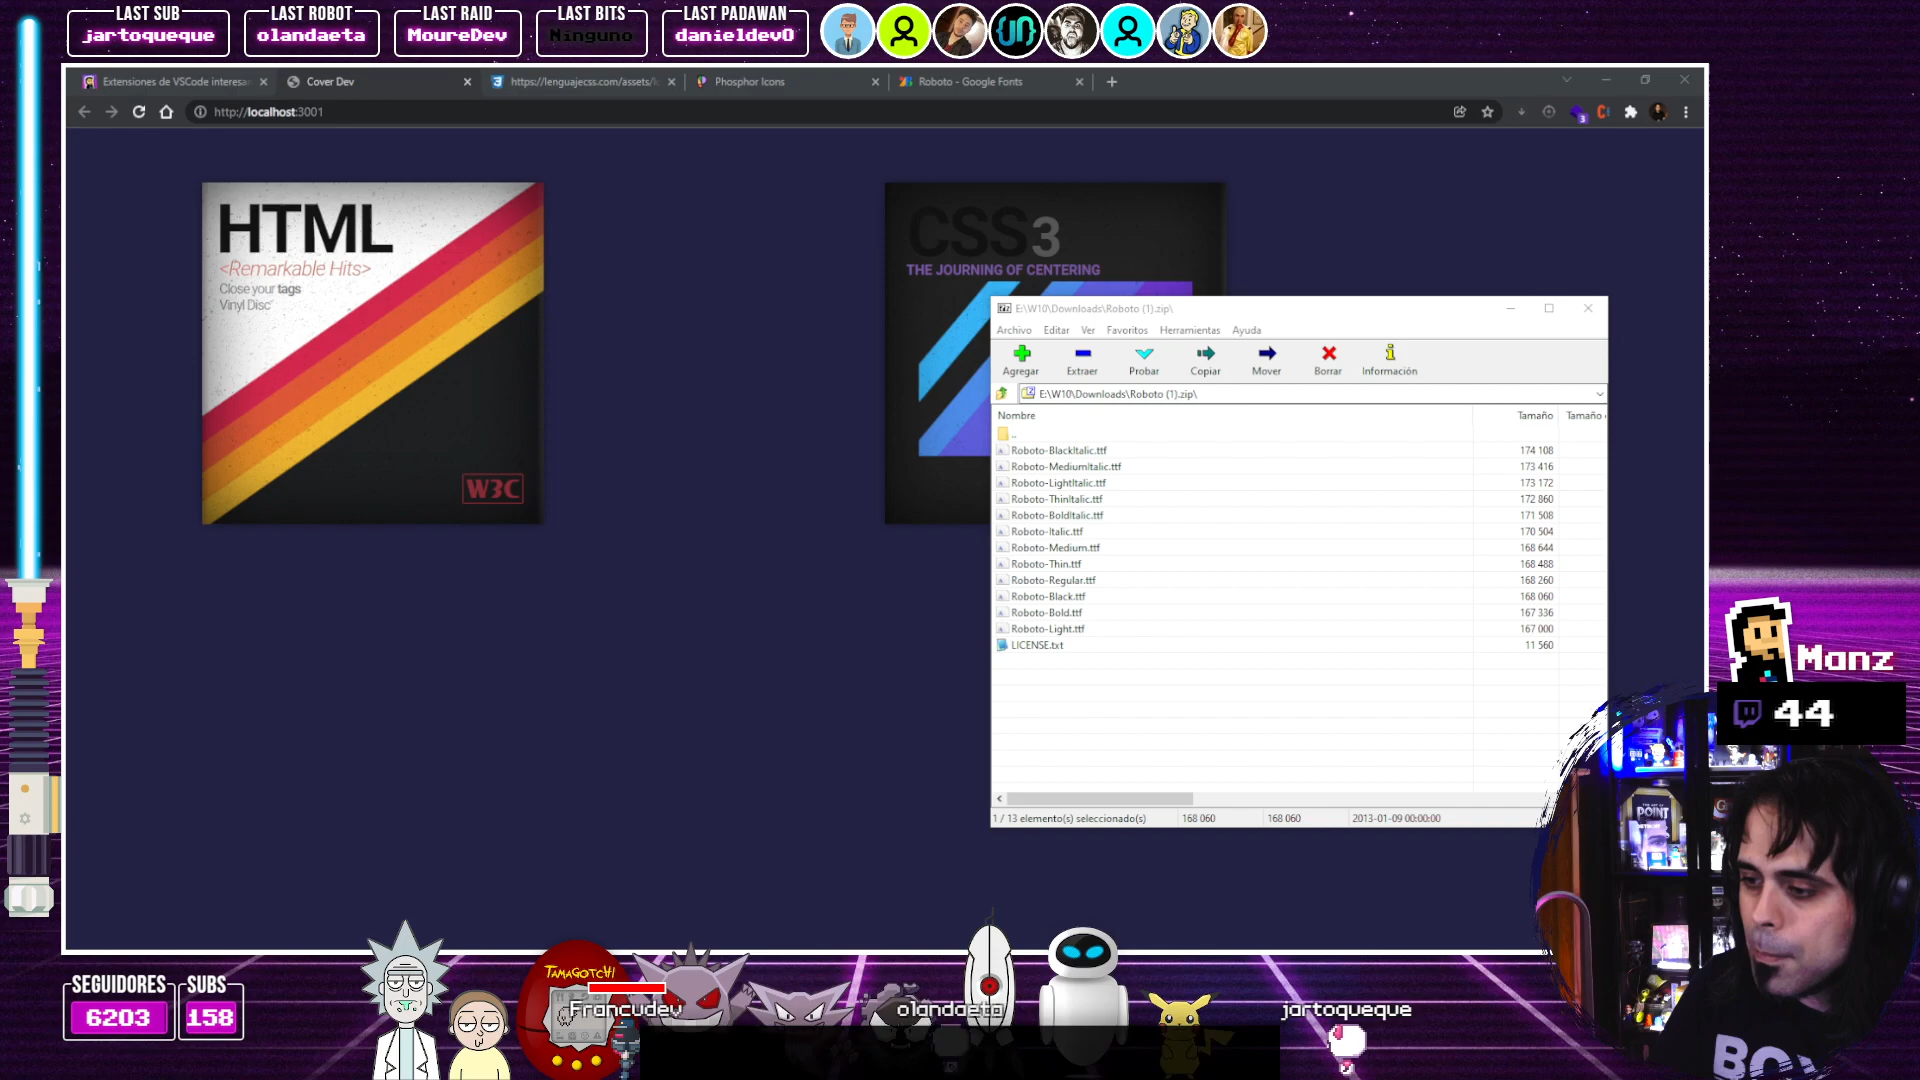 LAST SUB
jartoqueque
LAST ROBOT
olandaeta
LAST RAID
MoureDev
LAST BITS
Ninguno
LAST PADAWAN
danieldev0
Extensiones de VSCode interesa
Cover Dev
https://lenguajecss.com/assets/
Phosphor Icons
Roboto - Google Fonts
http://localhost:3001
3
HTML
<Remarkable Hits>
Close your tags
Vinyl Disc
W3C
CSS3
THE JOURNING OF CENTERING
E:\W10\Downloads\Roboto (1).zip\
Archivo Editar Ver Favoritos Herramientas Ayuda
Agregar Extraer Probar Copiar Mover Borrar Información
E:\W10\Downloads\Roboto (1).zip\
Nombre Tamaño Tamaño
..
Roboto-BlackItalic.ttf 174 108
Roboto-MediumItalic.ttf 173 416
Roboto-LightItalic.ttf 173 172
Roboto-ThinItalic.ttf 172 860
Roboto-BoldItalic.ttf 171 508
Roboto-Italic.ttf 170 504
Roboto-Medium.ttf 168 644
Roboto-Thin.ttf 168 488
Roboto-Regular.ttf 168 260
Roboto-Black.ttf 168 060
Roboto-Bold.ttf 167 336
Roboto-Light.ttf 167 000
LICENSE.txt 11 560
1 / 13 elemento(s) seleccionado(s) 168 060 168 060 2013-01-09 00:00:00
Manz
44
POINT
SEGUIDORES
6203
SUBS
158
TAMAGOTCHI
Francudev
olandaeta
jartoqueque
BOX